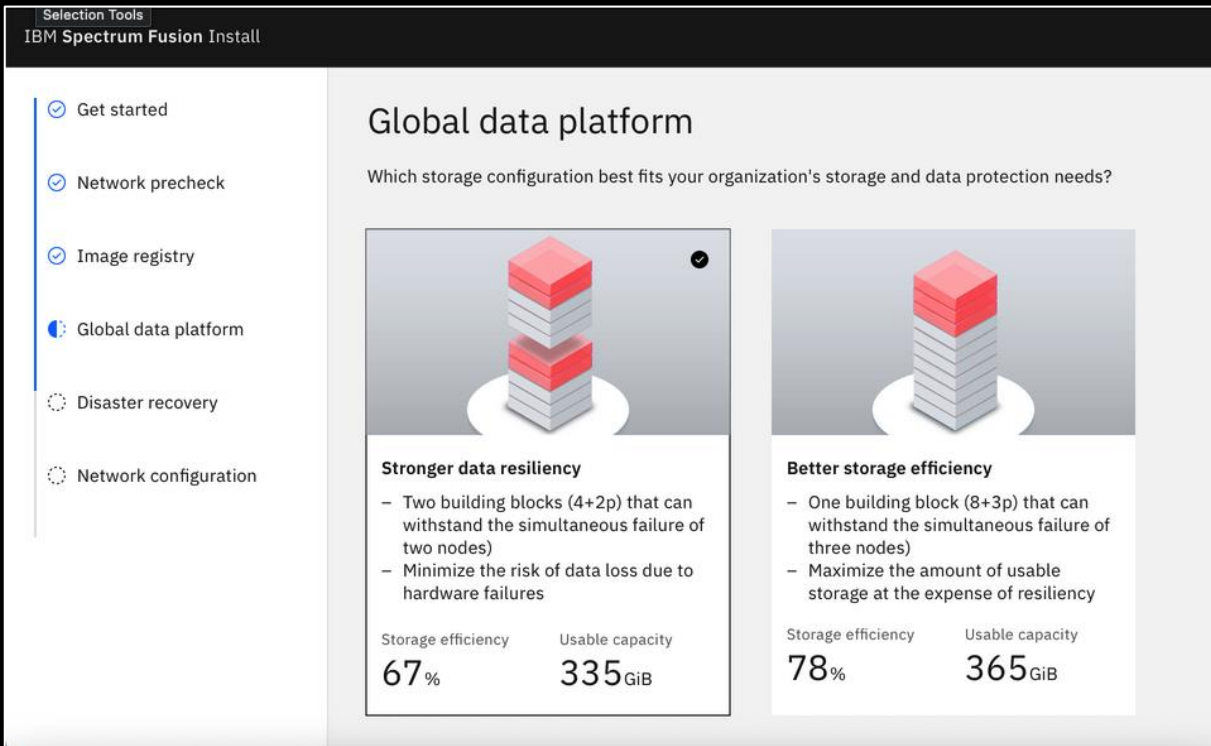 Selection Tools
IBM Spectrum Fusion Install
Get started
Network precheck
Image registry
Global data platform
Disaster recovery
Network configuration
Global data platform
Which storage configuration best fits your organization's storage and data protection needs?
Stronger data resiliency
– Two building blocks (4+2p) that can
withstand the simultaneous failure of
two nodes)
– Minimize the risk of data loss due to
hardware failures
Storage efficiency Usable capacity
67% 335GiB
Better storage efficiency
– One building block (8+3p) that can
withstand the simultaneous failure of
three nodes)
– Maximize the amount of usable
storage at the expense of resiliency
Storage efficiency Usable capacity
78% 365GiB